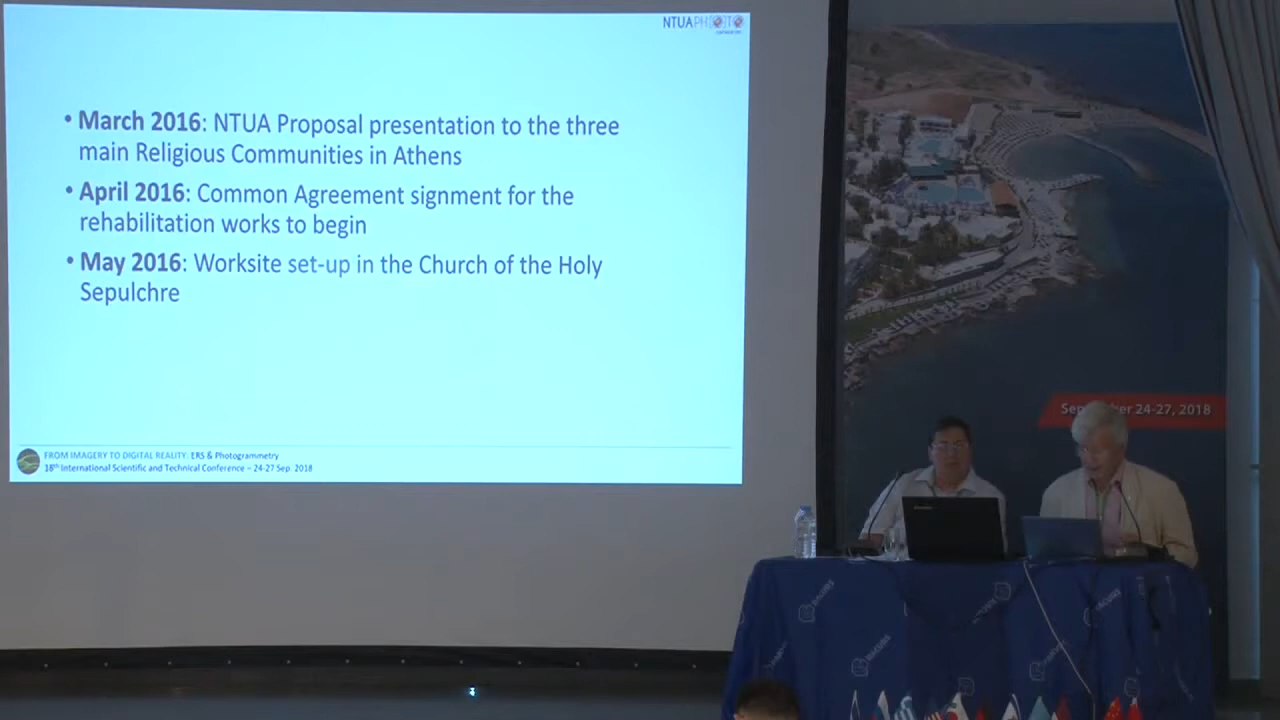 NTUAPH
• March 2016: NTUA Proposal presentation to the three
main Religious Communities in Athens
• April 2016: Common Agreement signment for the
rehabilitation works to begin
• May 2016: Worksite set-up in the Church of the Holy
Sepulchre
FROM IMAGERY TO DIGITAL REALITY: ERS & Photogrammetry
18th International Scientific and Technical Conference – 24-27 Sep. 2018
24-27, 2018